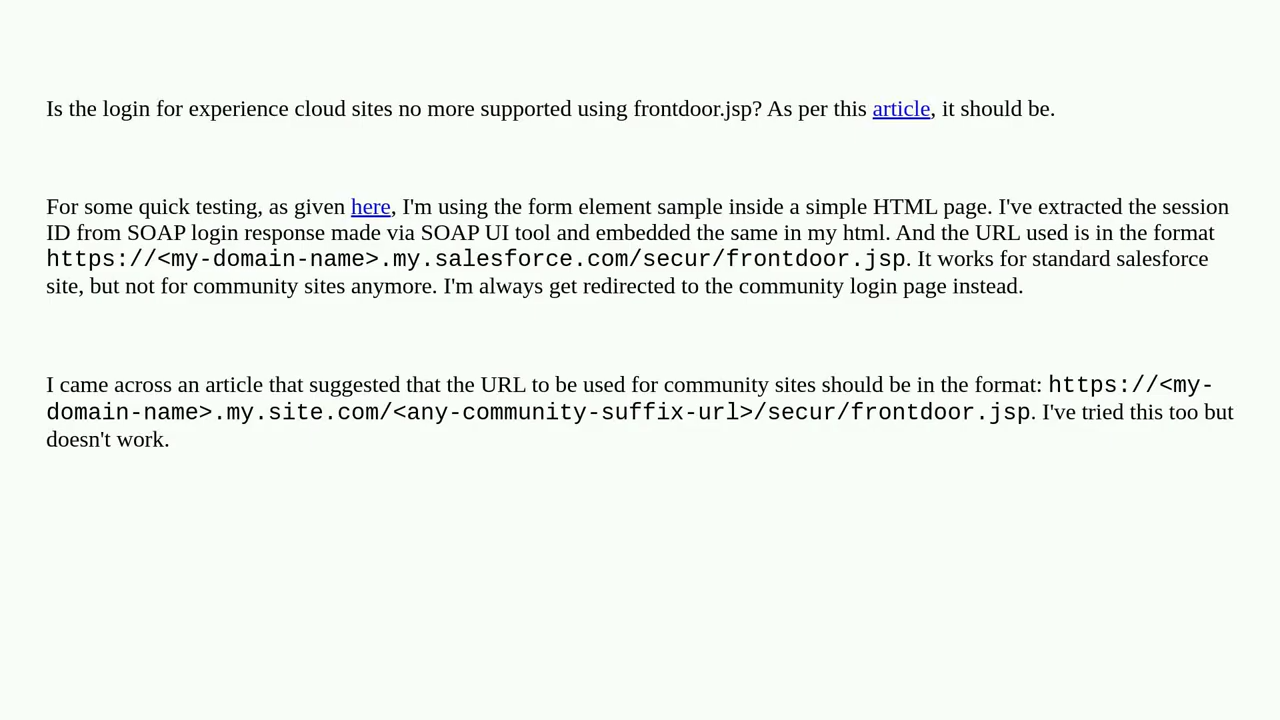 Is the login for experience cloud sites no more supported using frontdoor.jsp? As per this article, it should be.
For some quick testing, as given here, I'm using the form element sample inside a simple HTML page. I've extracted the session
ID from SOAP login response made via SOAP UI tool and embedded the same in my html. And the URL used is in the format
https://<my-domain-name>.my.salesforce.com/secur/frontdoor.jsp. It works for standard salesforce
site, but not for community sites anymore. I'm always get redirected to the community login page instead.
I came across an article that suggested that the URL to be used for community sites should be in the format: https://<my-
domain-name>.my.site.com/<any-community-suffix-url>/secur/frontdoor.jsp. I've tried this too but
doesn't work.